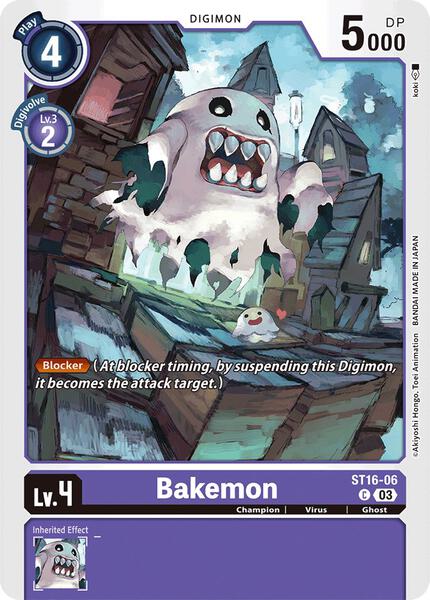 Play
4
DIGIMON
5000
DP
Digivolve
Lv.3
2
koki
©Akiyoshi Hongo, Toei Animation BANDAI MADE IN JAPAN
Blocker (At blocker timing, by suspending this Digimon,
it becomes the attack target.)
Lv.4
Bakemon
ST16-06
C 03
Champion | Virus | Ghost
Inherited Effect
–